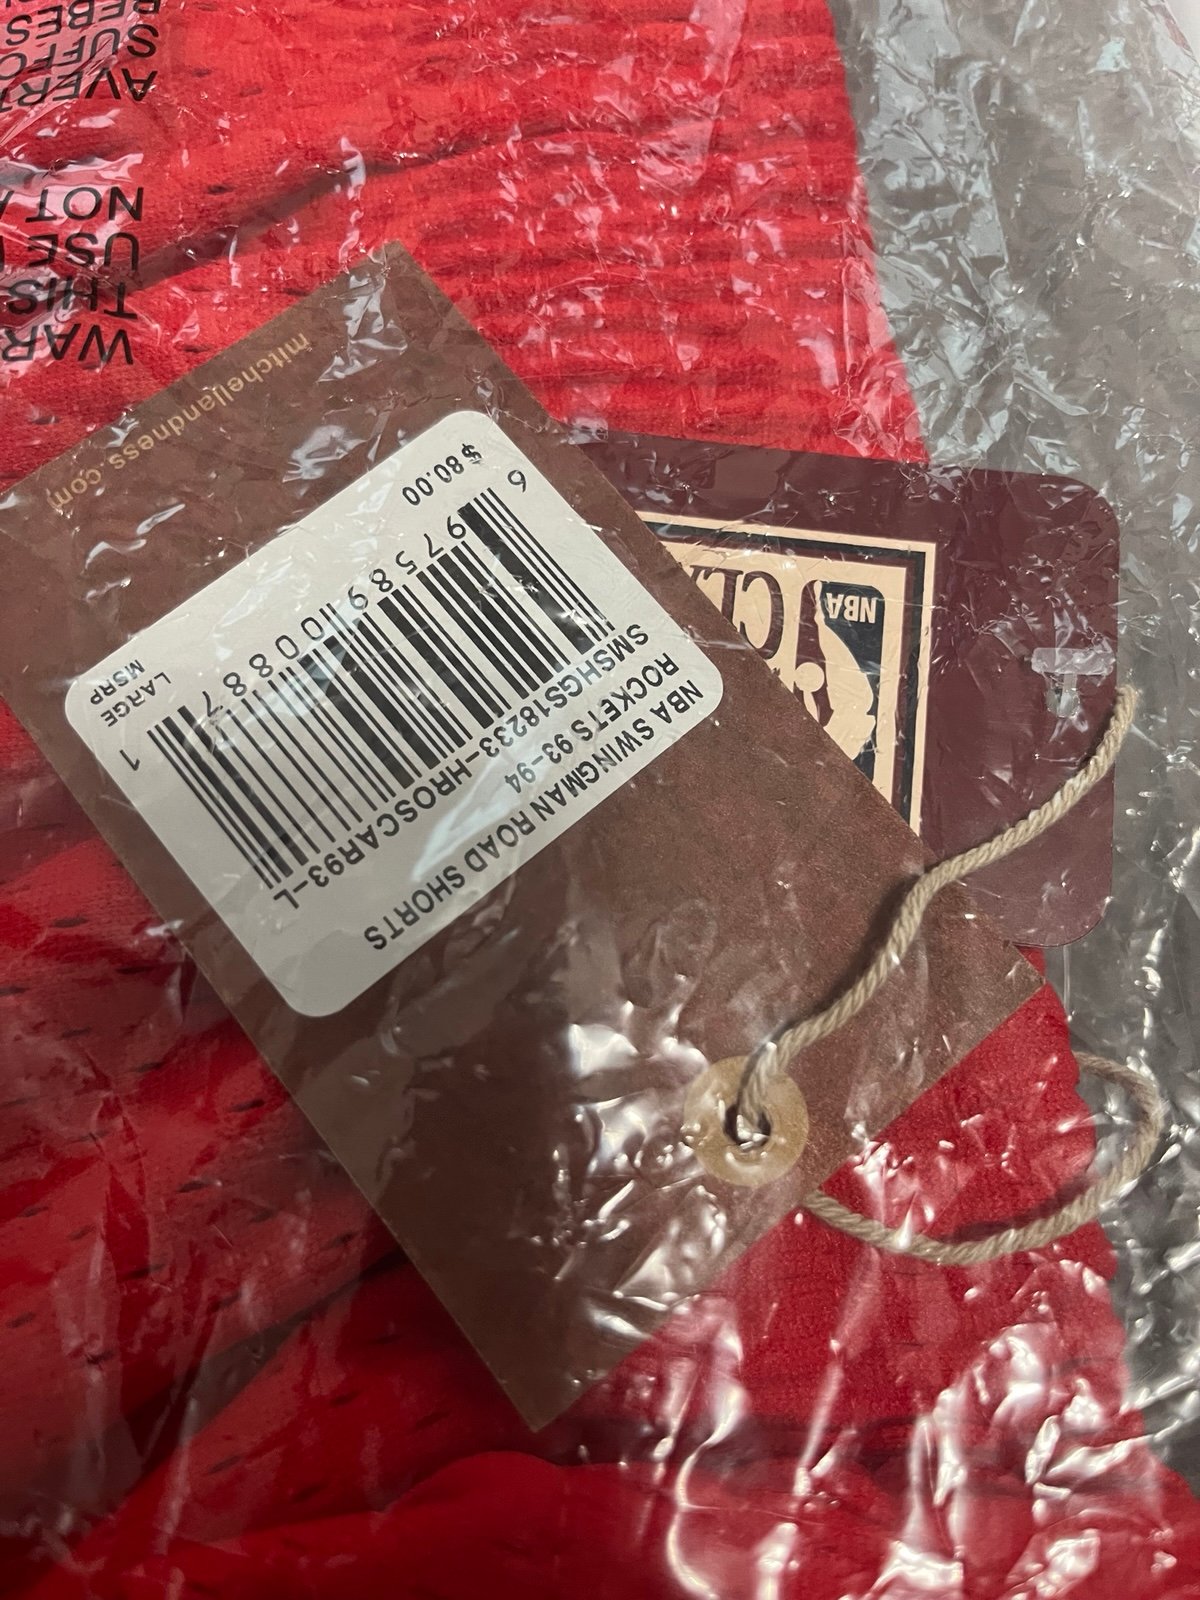 NBA SWINGMAN ROAD SHORTS
ROCKETS 93-94
SMSHGS18233-HROSCAR93-L
6 97589 00887 1
LARGE
MSRP
$80.00
mitchellandness.com
NBA
WAR
THIS
USE
NOT A
AVERT
SUFFO
BEBES